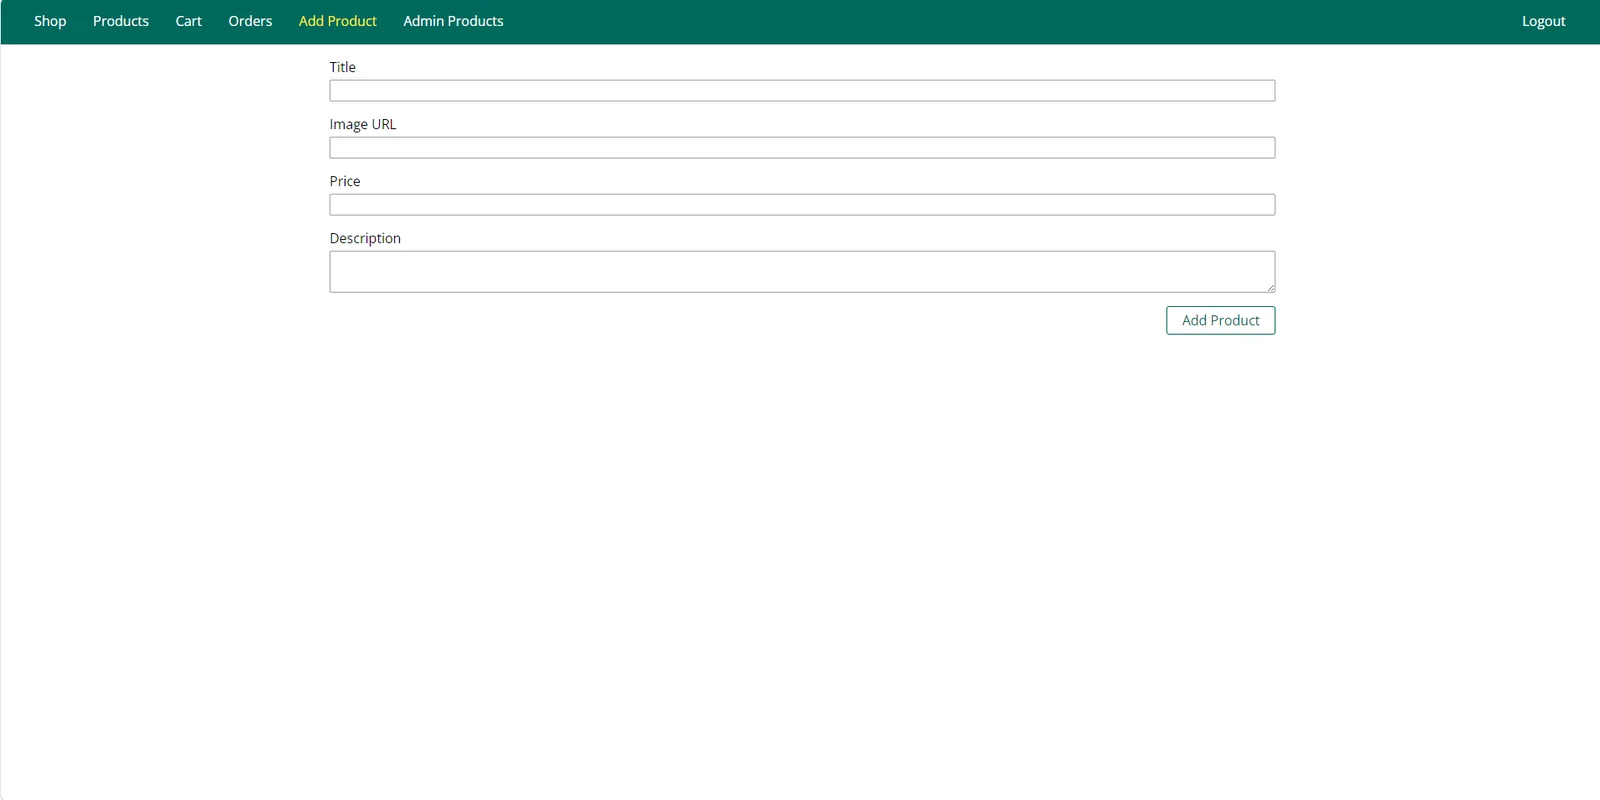 Shop Products Cart Orders Add Product Admin Products Logout
Title
Image URL
Price
Description
Add Product